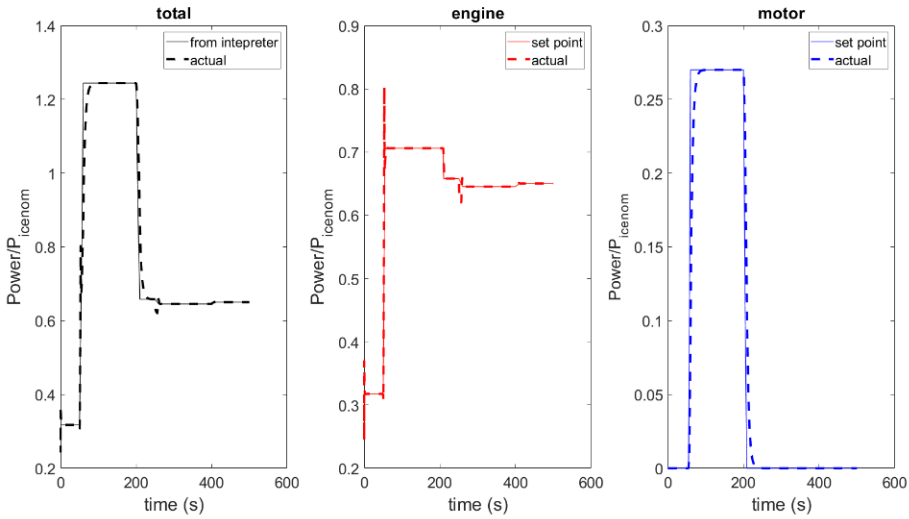 total
1.4
1.2
1
0.8
0.6
0.4
0.2
0
200
400
600
Power/P_icenom
time (s)
from intepreter
actual
engine
0.9
0.8
0.7
0.6
0.5
0.4
0.3
0.2
0
200
400
600
Power/P_icenom
time (s)
set point
actual
motor
0.3
0.25
0.2
0.15
0.1
0.05
0
0
200
400
600
Power/P_icenom
time (s)
set point
actual